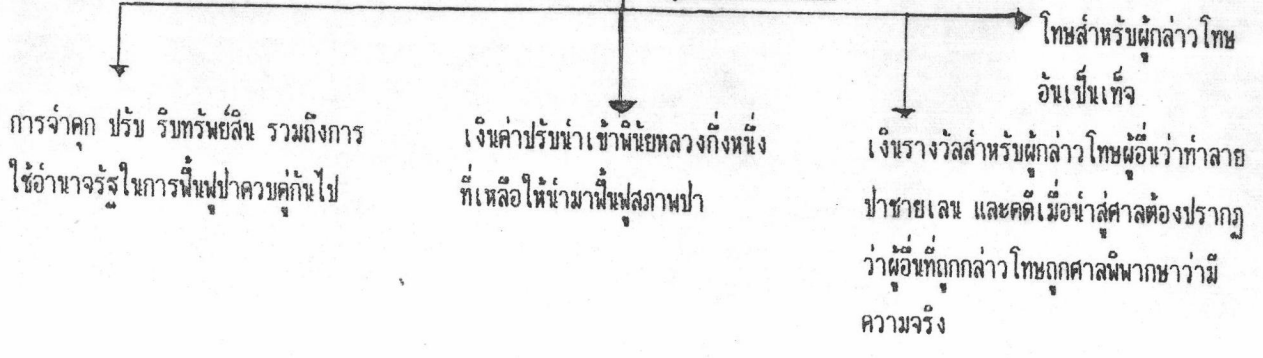 โทษสำหรับผู้กล่าวโทษ
อันเป็นเท็จ
การจำคุก ปรับ ริบทรัพย์สิน รวมถึงการ
ใช้อำนาจรัฐในการฟื้นฟูป่าควบคู่กันไป
เงินค่าปรับนำเข้าพินัยหลวงกึ่งหนึ่ง
ที่เหลือให้นำมาฟื้นฟูสภาพป่า
เงินรางวัลสำหรับผู้กล่าวโทษผู้อื่นว่าทำลาย
ป่าชายเลน และคดีเมื่อนำสู่ศาลต้องปรากฏ
ว่าผู้อื่นที่ถูกกล่าวโทษถูกศาลพิพากษาว่ามี
ความจริง